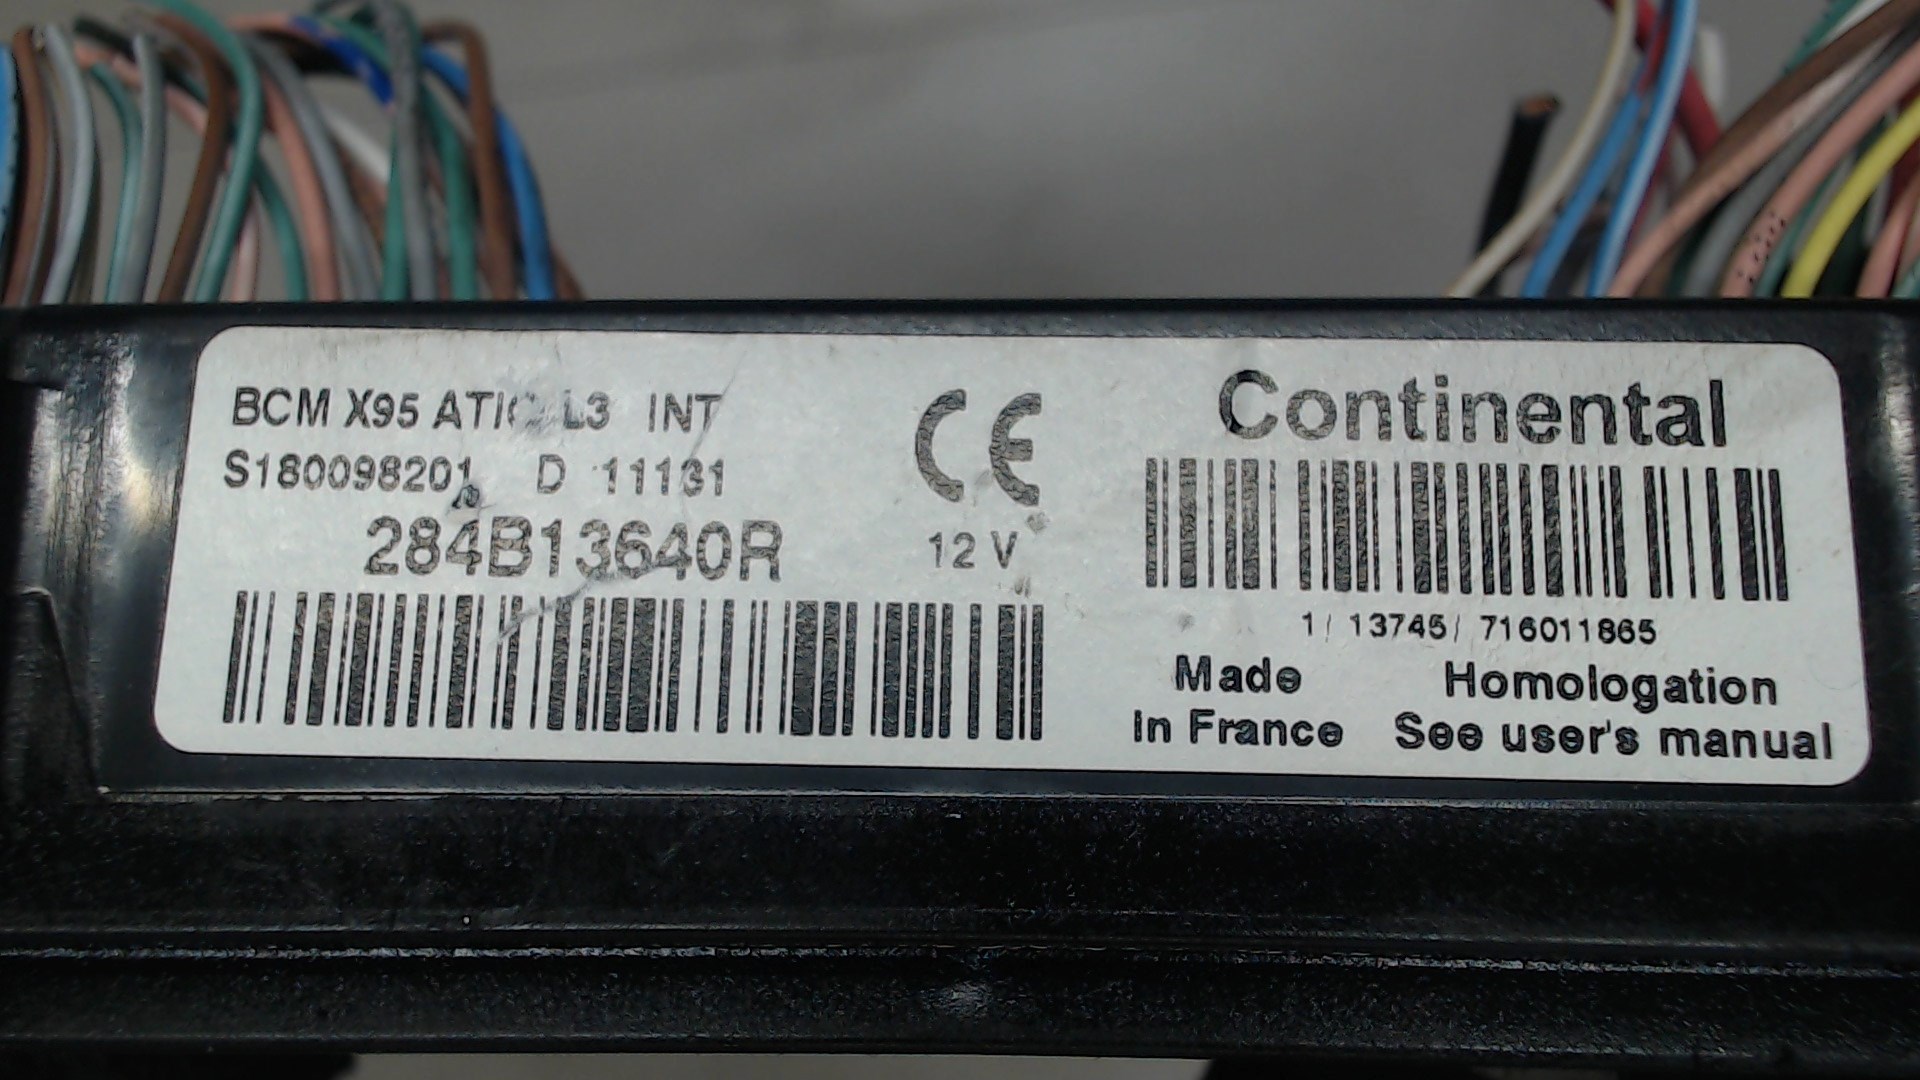 BCM X95 L3 INT
S180098201 D 11131
284B13640R
CE
12 V
Continental
1/ 13745/ 716011865
Made
in France
Homologation
See user's manual